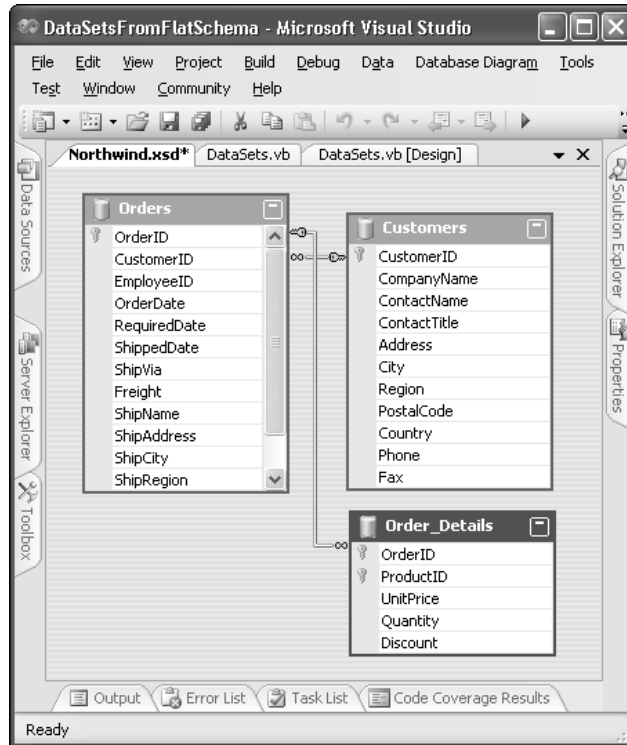 DataSetsFromFlatSchema - Microsoft Visual Studio
File Edit View Project Build Debug Data Database Diagram Tools
Test Window Community Help
Northwind.xsd* DataSets.vb DataSets.vb [Design]
Data Sources
Server Explorer
Toolbox
Orders
OrderID
CustomerID
EmployeeID
OrderDate
RequiredDate
ShippedDate
ShipVia
Freight
ShipName
ShipAddress
ShipCity
ShipRegion
Customers
CustomerID
CompanyName
ContactName
ContactTitle
Address
City
Region
PostalCode
Country
Phone
Fax
Order_Details
OrderID
ProductID
UnitPrice
Quantity
Discount
Solution Explorer
Properties
Output Error List Task List Code Coverage Results
Ready